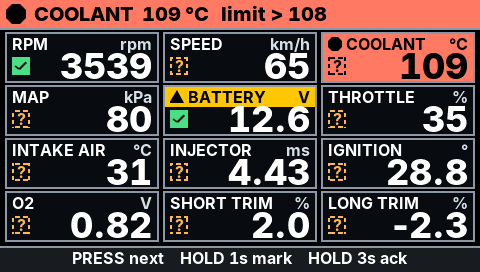 COOLANT 109 °C limit > 108
RPM rpm
? 3539
SPEED km/h
? 65
COOLANT °C
? 109
MAP kPa
? 80
BATTERY V
12.6
THROTTLE %
? 35
INTAKE AIR °C
? 31
INJECTOR ms
? 4.43
IGNITION °
? 28.8
O2 V
? 0.82
SHORT TRIM %
? 2.0
LONG TRIM %
? -2.3
PRESS next HOLD 1s mark HOLD 3s ack